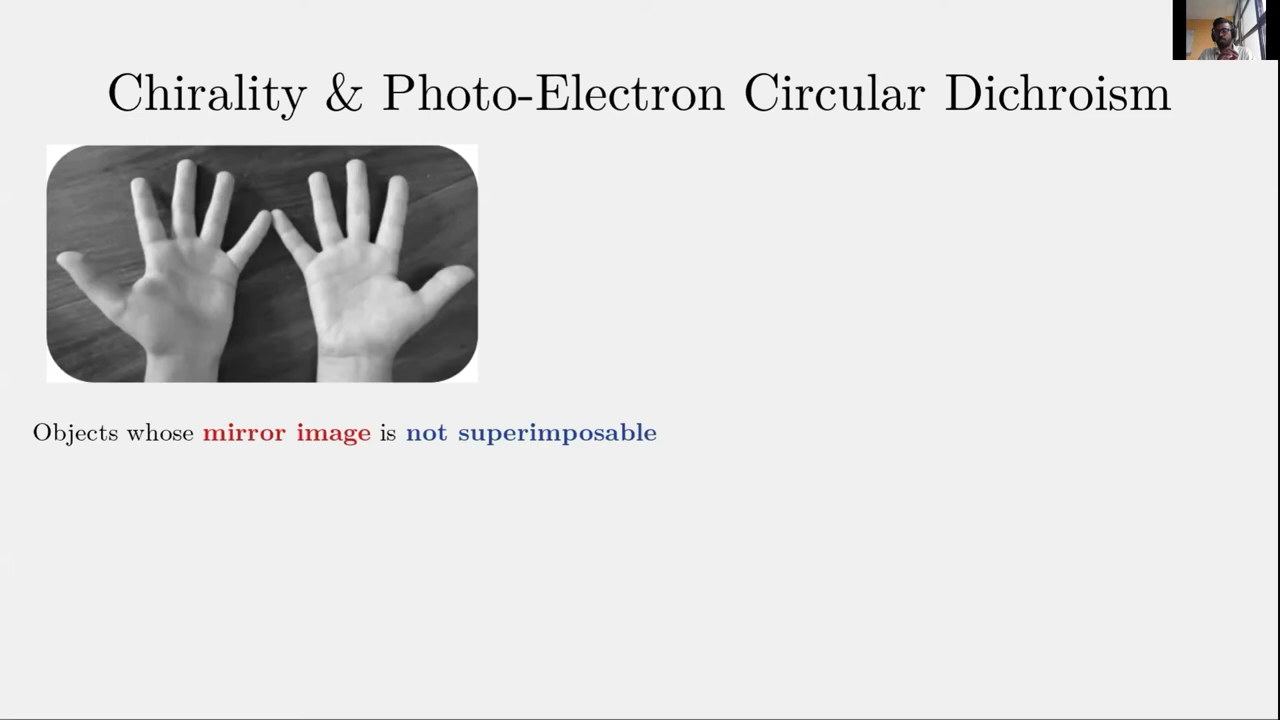 Chirality & Photo-Electron Circular Dichroism
Objects whose mirror image is not superimposable